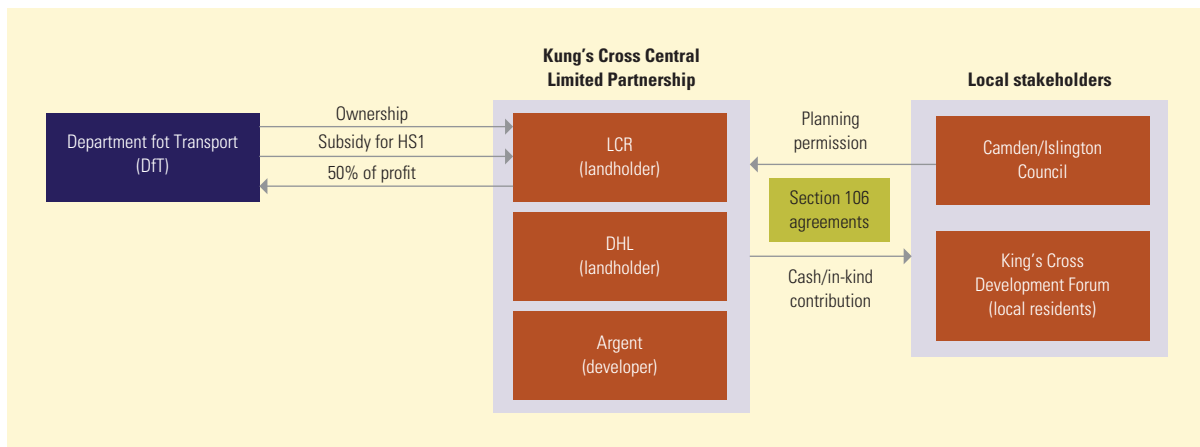 Kung's Cross Central
Limited Partnership
Local stakeholders
Department fot Transport
(DfT)
Ownership
Subsidy for HS1
50% of profit
LCR
(landholder)
DHL
(landholder)
Argent
(developer)
Planning
permission
Section 106
agreements
Cash/in-kind
contribution
Camden/Islington
Council
King's Cross
Development Forum
(local residents)